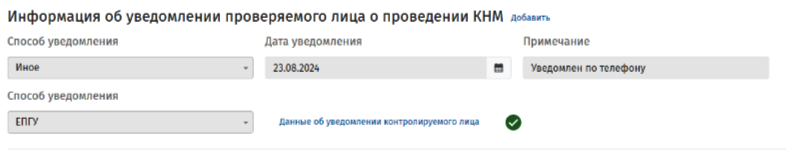 Информация об уведомлении проверяемого лица о проведении КНМ Добавить
Способ уведомления Дата уведомления Примечание
Иное 23.08.2024 Уведомлен по телефону
Способ уведомления
ЕПГУ Данные об уведомлении контролируемого лица